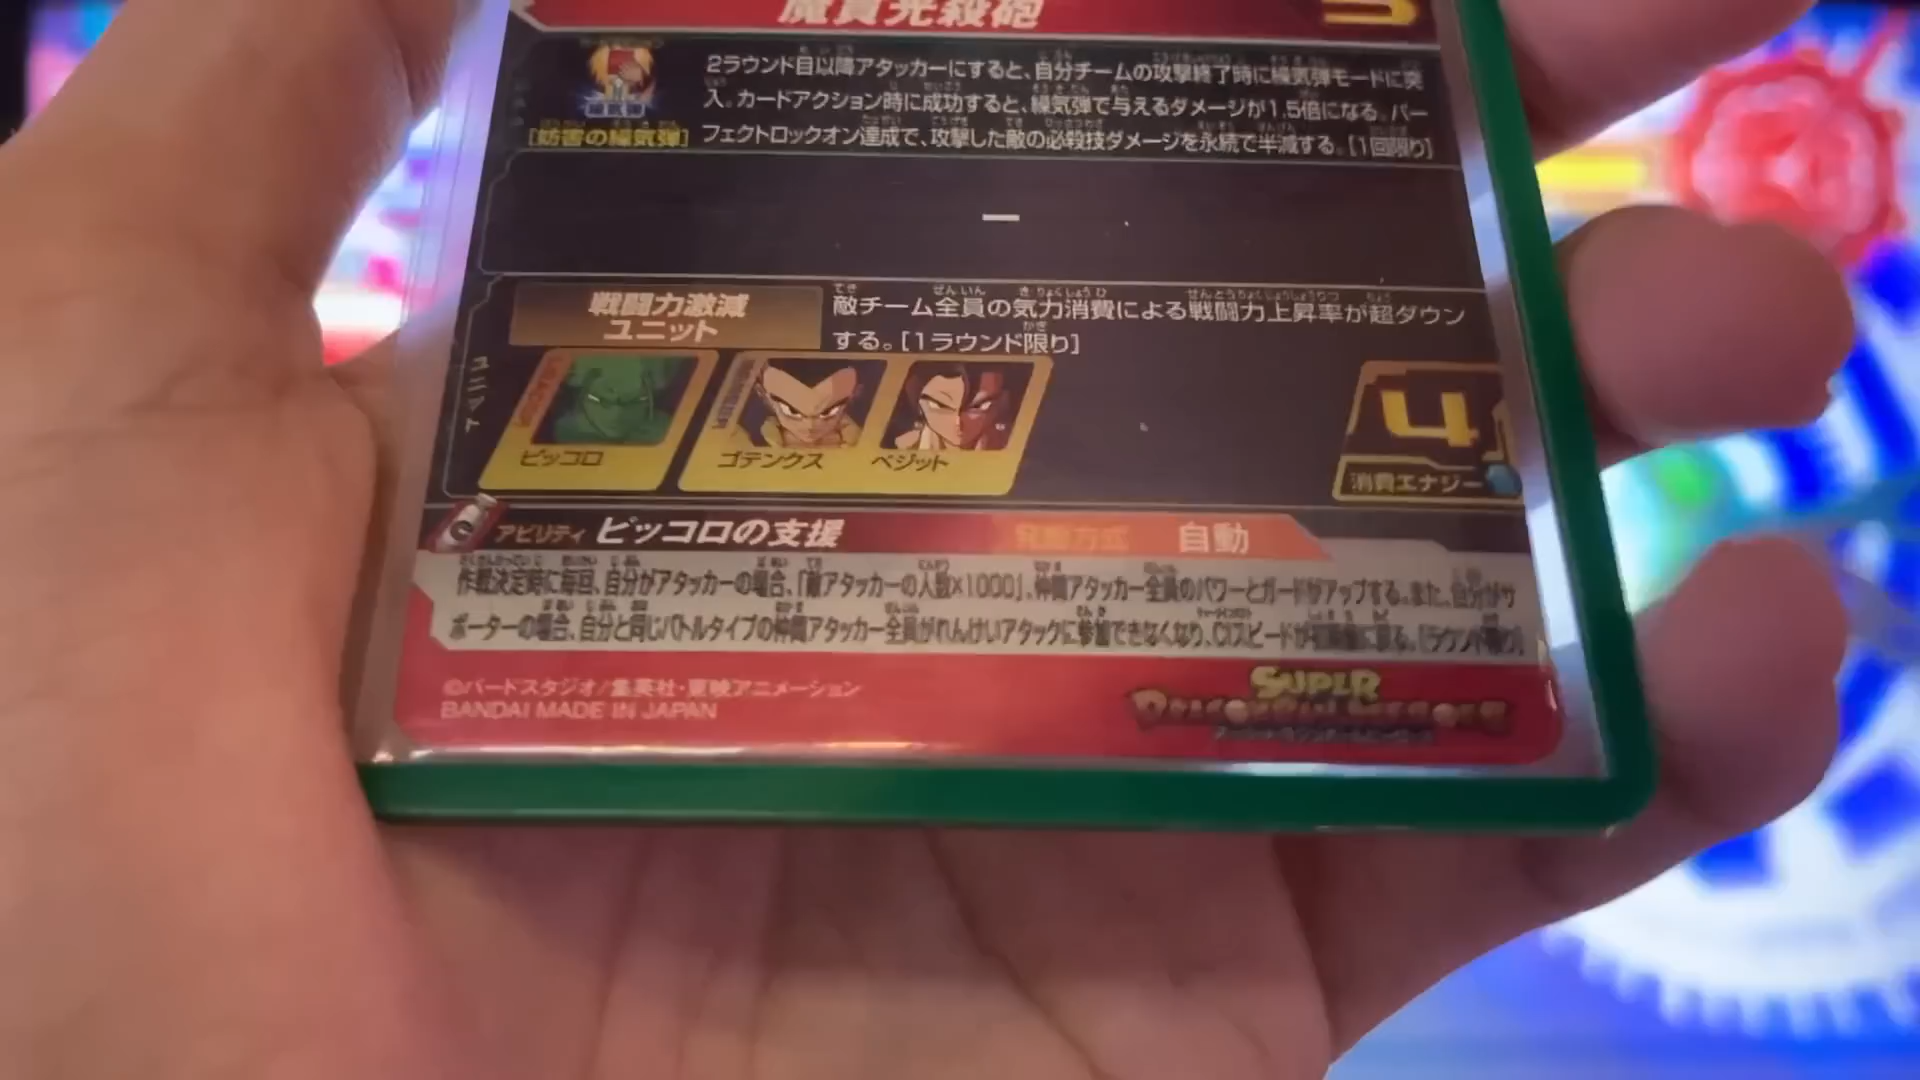 魔貫光殺砲
2ラウンド目以降アタッカーにすると、自分チームの攻撃終了時に繰気弾モードに突
入。カードアクション時に成功すると、繰気弾で与えるダメージが1.5倍になる。パー
[妨害の繰気弾] フェクトロックオン達成で、攻撃した敵の必殺技ダメージを永続で半減する。[1回限り]
ー
戦闘力激減
ユニット
敵チーム全員の気力消費による戦闘力上昇率が超ダウン
する。[1ラウンド限り]
ユニット
ピッコロ
ゴテンクス
ベジット
4
消費エナジー
アビリティ ピッコロの支援 発動方式 自動
作戦決定時に毎回、自分がアタッカーの場合、「敵アタッカーの人数×1000」、仲間アタッカー全員のパワーとガードがアップする。また、自分がサ
ポーターの場合、自分と同じバトルタイプの仲間アタッカー全員がれんけいアタックに参加できなくなり、CIスピードが
©バードスタジオ/集英社・東映アニメーション
BANDAI MADE IN JAPAN
SUPER
DRAGONBALL HEROES